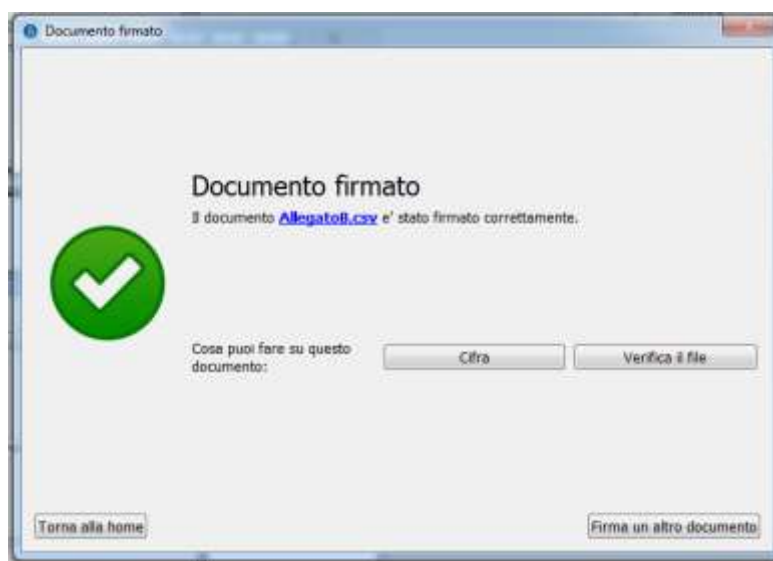 Documento firmato
Documento firmato
Il documento AllegatoB.csv e' stato firmato correttamente.
Cosa puoi fare su questo
documento:
Cifra
Verifica il file
Torna alla home
Firma un altro documento